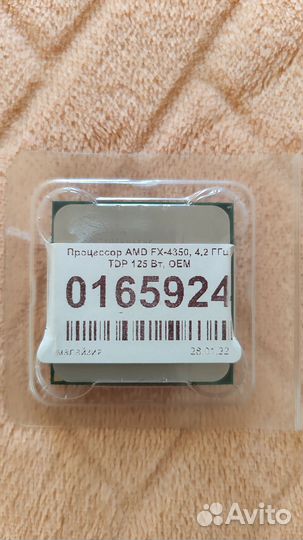 Процессор AMD FX-4350, 4.2 ГГц
TDP 125 Вт, OEM
0165924
28.01.22
Avito